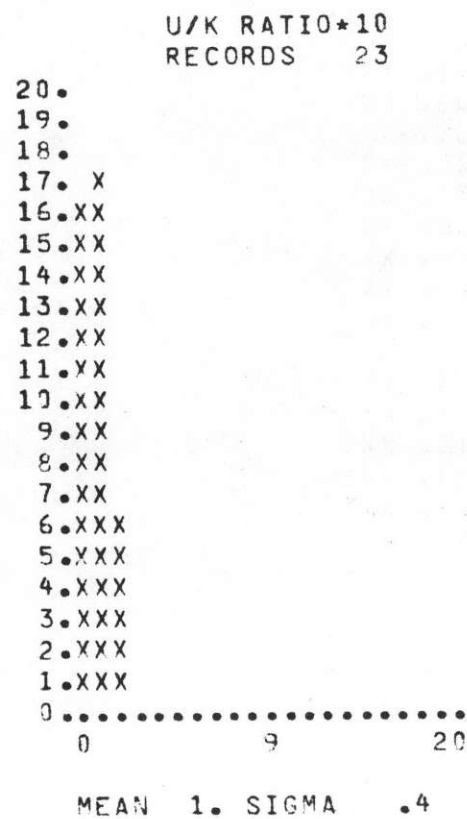 U/K RATIO*10
RECORDS 23
20.
19.
18.
17. X
16.XX
15.XX
14.XX
13.XX
12.XX
11.XX
10.XX
9.XX
8.XX
7.XX
6.XXX
5.XXX
4.XXX
3.XXX
2.XXX
1.XXX
0......................
0 9 20
MEAN 1. SIGMA .4